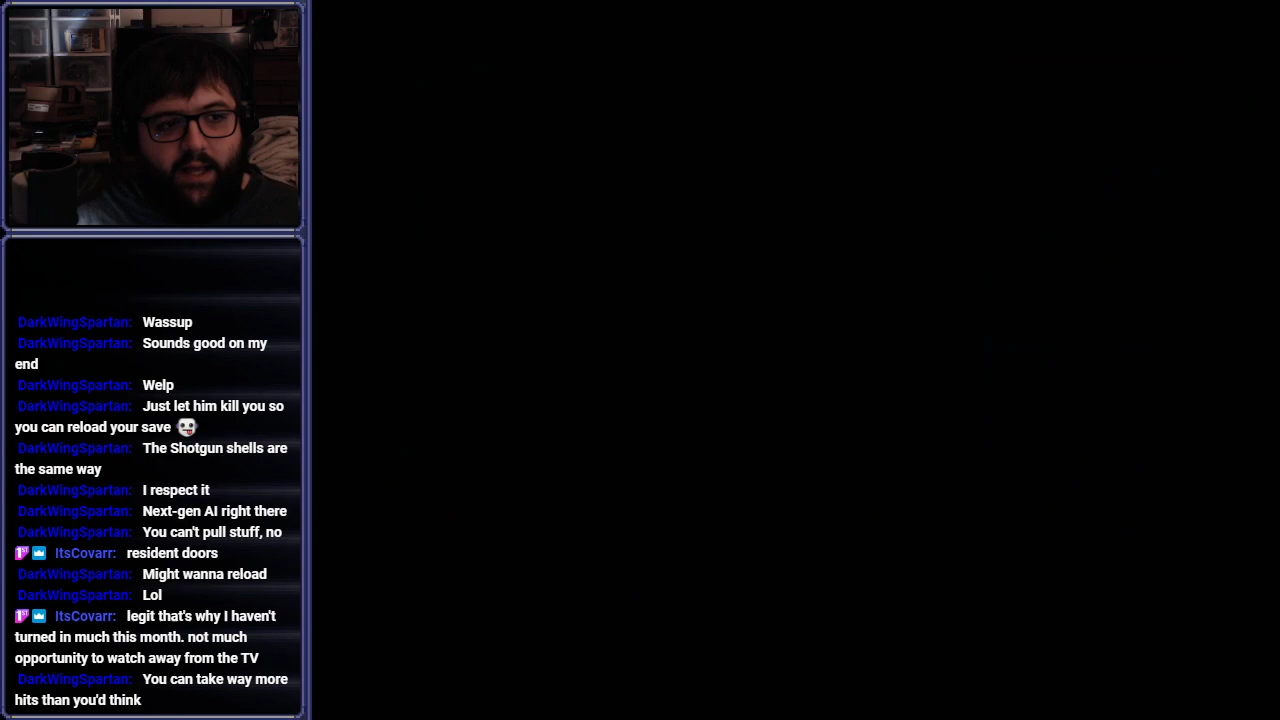 DarkWingSpartan: Wassup
DarkWingSpartan: Sounds good on my
end
DarkWingSpartan: Welp
DarkWingSpartan: Just let him kill you so
you can reload your save
DarkWingSpartan: The Shotgun shells are
the same way
DarkWingSpartan: I respect it
DarkWingSpartan: Next-gen AI right there
DarkWingSpartan: You can't pull stuff, no
1ST ItsCovarr: resident doors
DarkWingSpartan: Might wanna reload
DarkWingSpartan: Lol
1ST ItsCovarr: legit that's why I haven't
turned in much this month. not much
opportunity to watch away from the TV
DarkWingSpartan: You can take way more
hits than you'd think